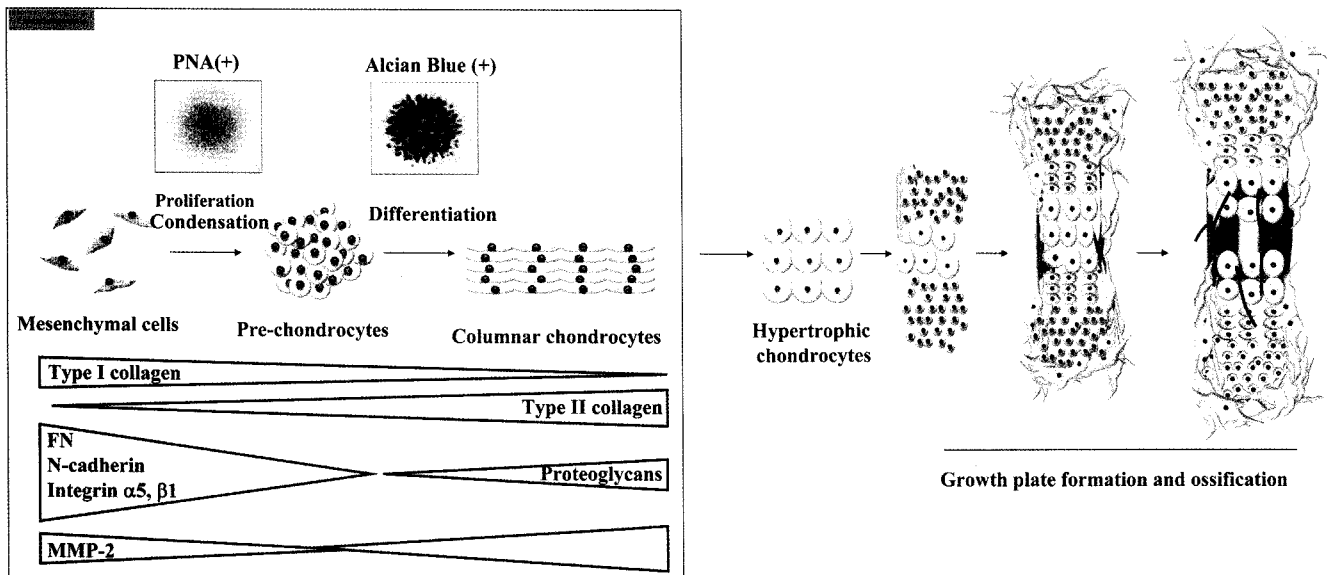 PNA(+)
Alcian Blue (+)
Proliferation
Condensation
Differentiation
Mesenchymal cells
Pre-chondrocytes
Columnar chondrocytes
Hypertrophic
chondrocytes
Type I collagen
Type II collagen
FN
N-cadherin
Integrin α5, β1
Proteoglycans
MMP-2
Growth plate formation and ossification